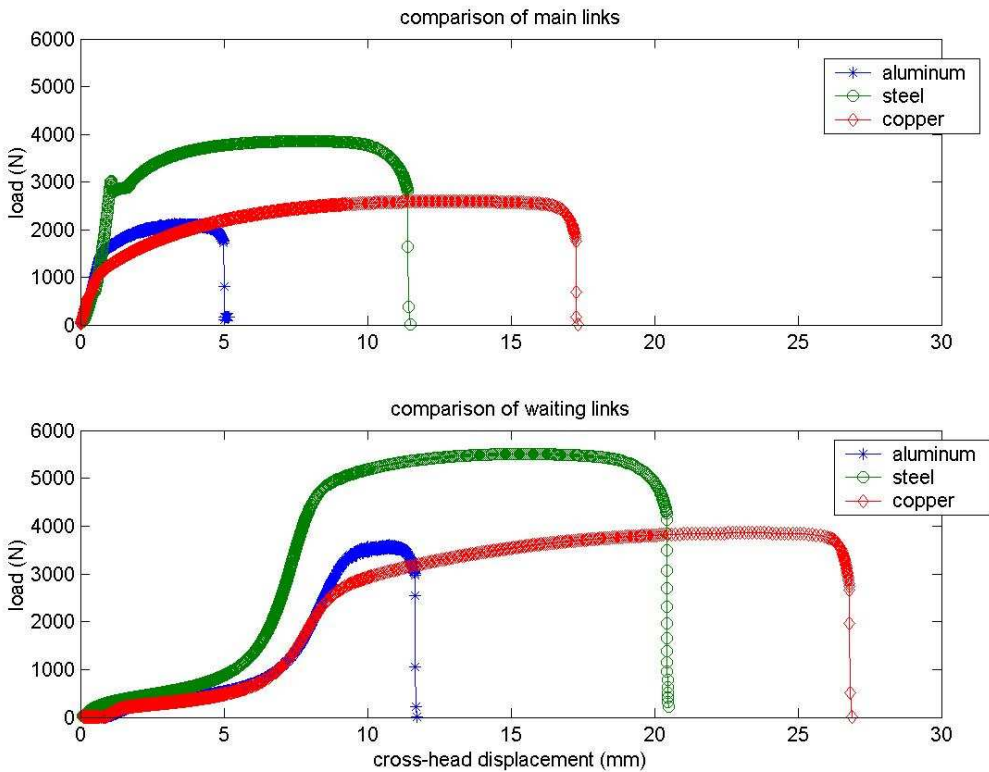 comparison of main links
6000
5000
4000
3000
2000
1000
0
load (N)
aluminum
steel
copper
0 5 10 15 20 25 30
comparison of waiting links
6000
5000
4000
3000
2000
1000
0
load (N)
aluminum
steel
copper
0 5 10 15 20 25 30
cross-head displacement (mm)